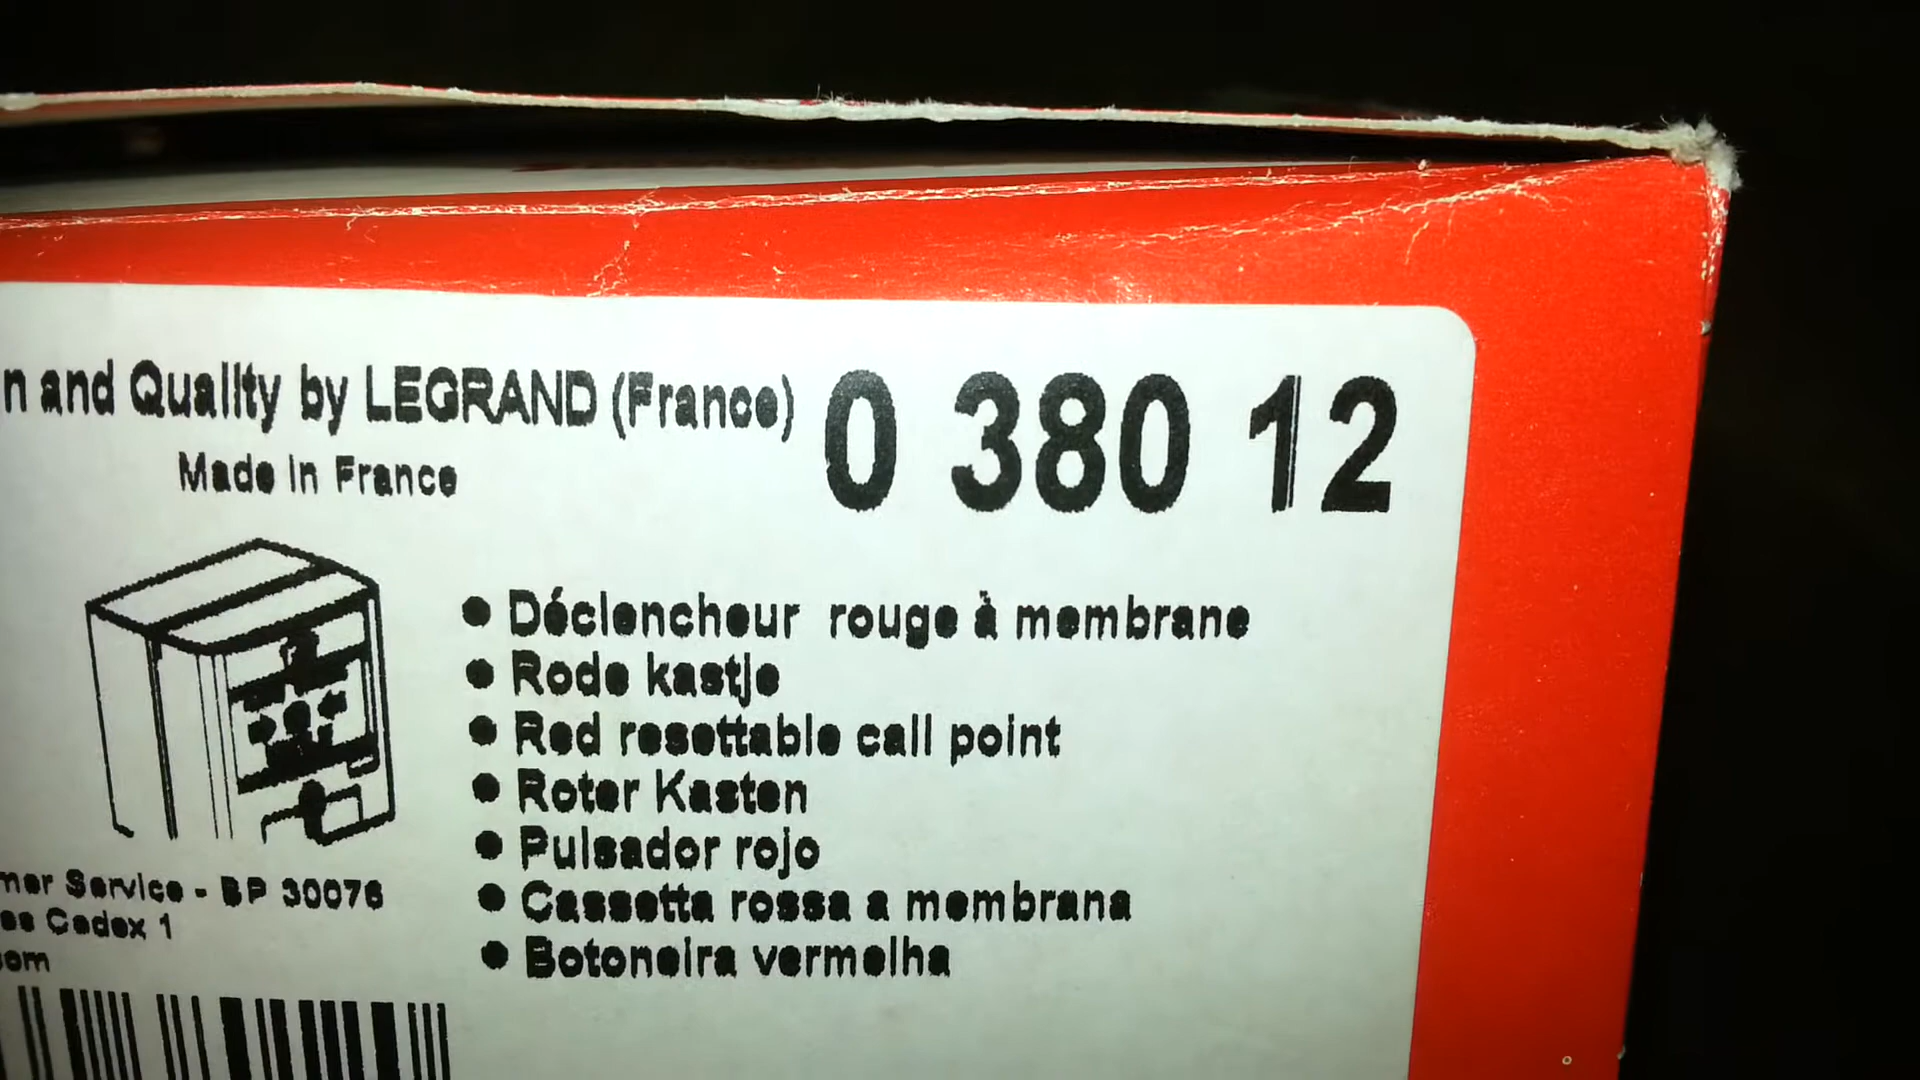 n and Quality by LEGRAND (France) 0 380 12
Made in France
• Déclencheur rouge à membrane
• Rode kastje
• Red resettable call point
• Roter Kasten
• Pulsador rojo
• Cassetta rossa a membrana
• Botoneira vermelha
mer Service - BP 30076
es Cedex 1
om